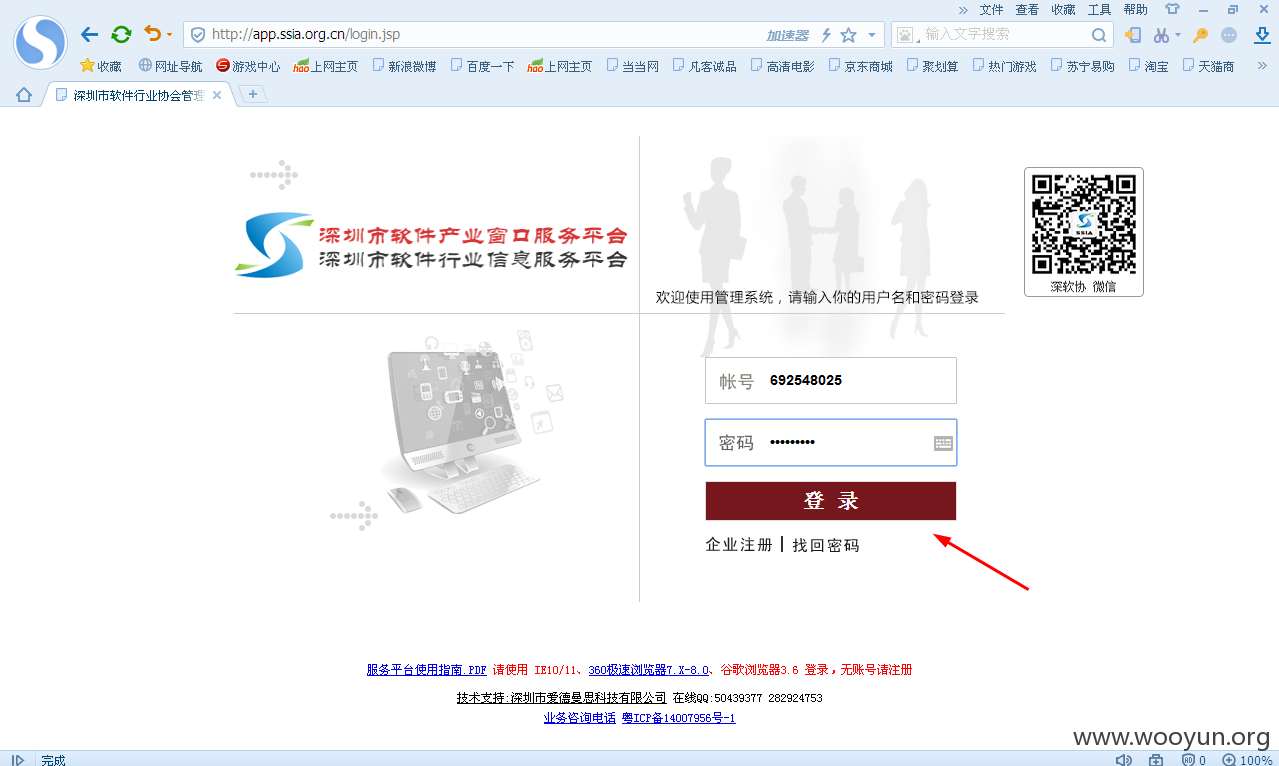 文件 查看 收藏 工具 帮助
http://app.ssia.org.cn/login.jsp 加速器 输入文字搜索
收藏 网址导航 游戏中心 hao上网主页 新浪微博 百度一下 hao上网主页 当当网 凡客诚品 高清电影 京东商城 聚划算 热门游戏 苏宁易购 淘宝 天猫商
深圳市软件行业协会管理
深圳市软件产业窗口服务平台
深圳市软件行业信息服务平台
欢迎使用管理系统，请输入你的用户名和密码登录
SSIA
深软协 微信
帐号 692548025
密码 •••••••••
登 录
企业注册 | 找回密码
服务平台使用指南.PDF 请使用 IE10/11、360极速浏览器7.X-8.0、谷歌浏览器3.6 登录，无账号请注册
技术支持:深圳市爱德曼思科技有限公司 在线QQ:50439377 282924753
业务咨询电话 粤ICP备14007956号-1
www.wooyun.org
完成 0 100%